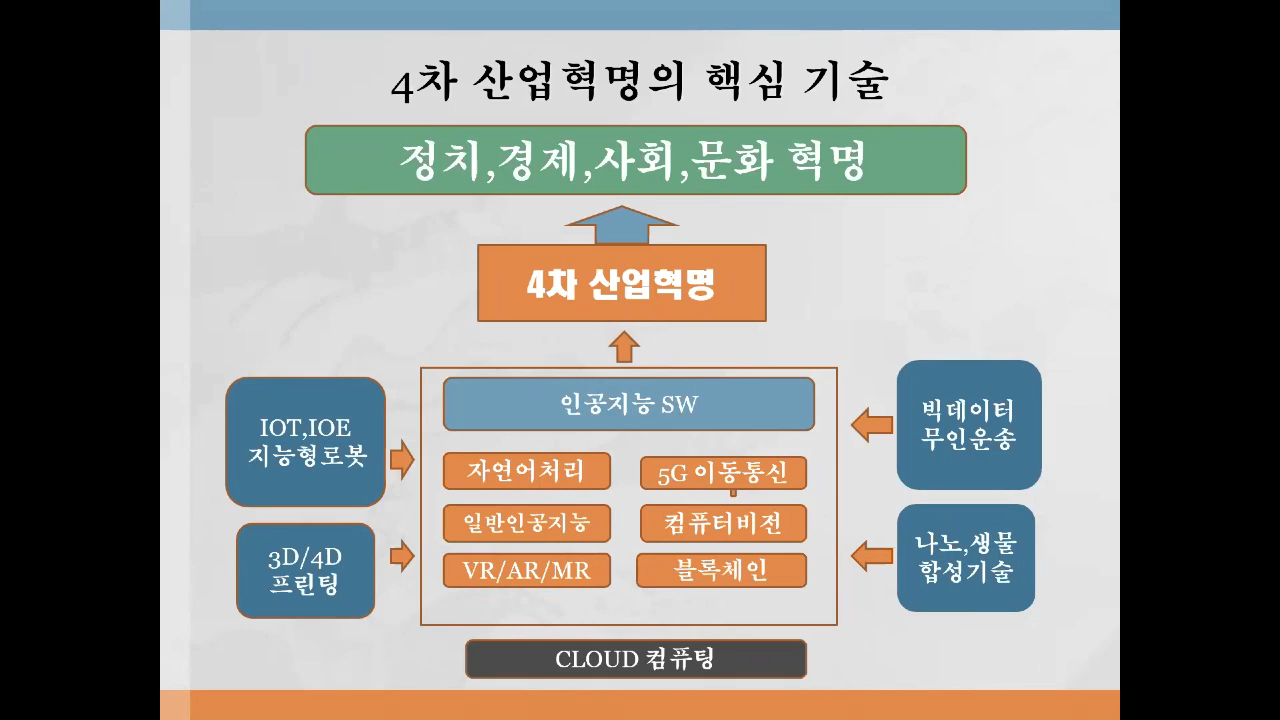 4차 산업혁명의 핵심 기술
정치,경제,사회,문화 혁명
4차 산업혁명
인공지능 SW
IOT,IOE
지능형로봇
3D/4D
프린팅
자연어처리
5G 이동통신
일반인공지능
컴퓨터비전
VR/AR/MR
블록체인
빅데이터
무인운송
나노,생물
합성기술
CLOUD 컴퓨팅